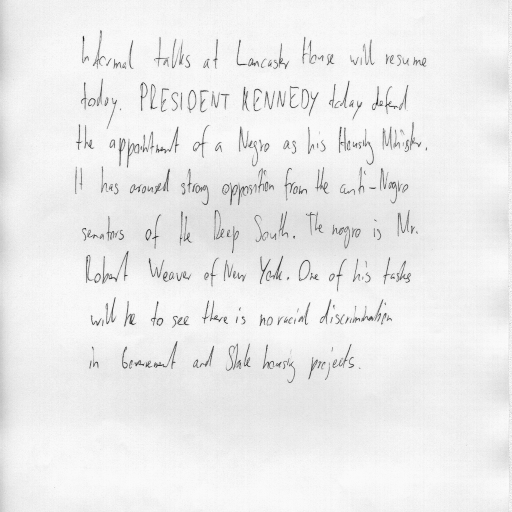 Informal talks at Lancaster House will resume
today. PRESIDENT KENNEDY today defend
the appointment of a Negro as his Housing Minister.
It has aroused strong opposition from the anti-Negro
senators of the Deep South. The negro is Mr.
Robert Weaver of New York. One of his tasks
will be to see there is no racial discrimination
in Government and State housing projects.